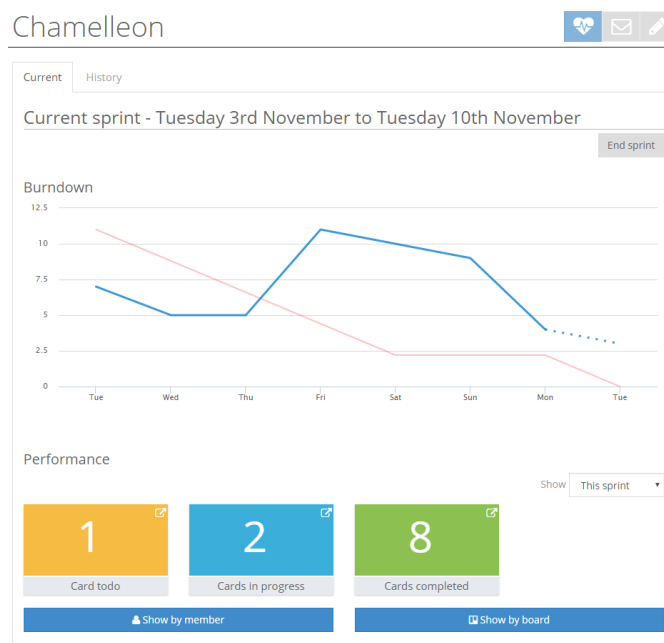 Chamelleon
Current History
Current sprint - Tuesday 3rd November to Tuesday 10th November
End sprint
Burndown
12.5
10
7.5
5
2.5
0
Tue Wed Thu Fri Sat Sun Mon Tue
Performance
Show This sprint
1 2 8
Card todo Cards in progress Cards completed
Show by member Show by board